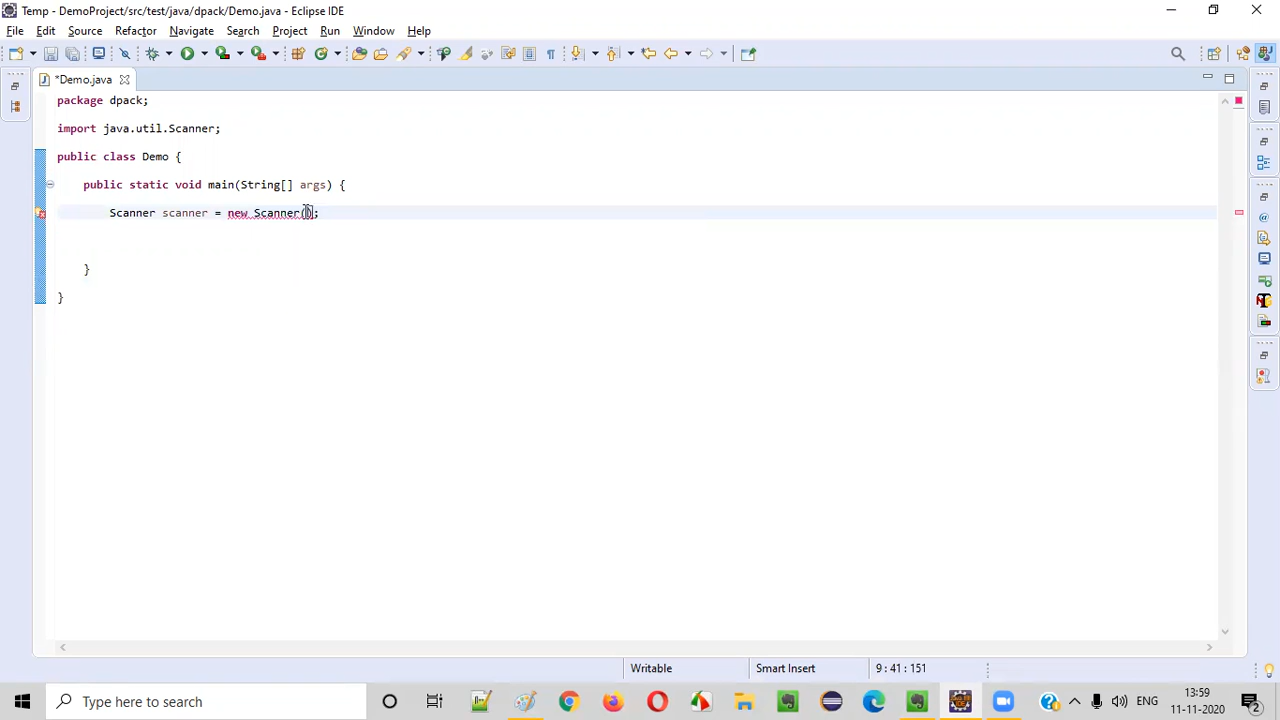 Temp - DemoProject/src/test/java/dpack/Demo.java - Eclipse IDE
File Edit Source Refactor Navigate Search Project Run Window Help
*Demo.java
package dpack;
import java.util.Scanner;
public class Demo {
public static void main(String[] args) {
Scanner scanner = new Scanner();
}
}
Writable Smart Insert 9 : 41 : 151
Type here to search
ENG
13:59
11-11-2020
2